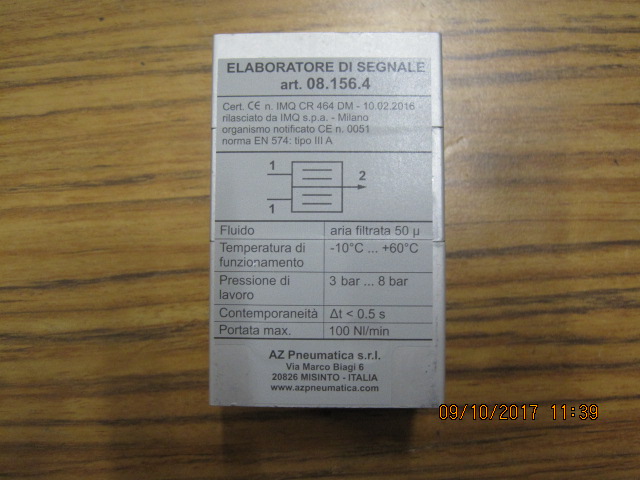 ELABORATORE DI SEGNALE
art. 08.156.4
Cert. CE n. IMQ CR 464 DM - 10.02.2016
rilasciato da IMQ s.p.a. - Milano
organismo notificato CE n. 0051
norma EN 574: tipo III A
1
2
1
Fluido aria filtrata 50 µ
Temperatura di funzionamento -10°C ... +60°C
Pressione di lavoro 3 bar ... 8 bar
Contemporaneità Δt < 0.5 s
Portata max. 100 Nl/min
AZ Pneumatica s.r.l.
Via Marco Biagi 6
20826 MISINTO - ITALIA
www.azpneumatica.com
09/10/2017 11:39